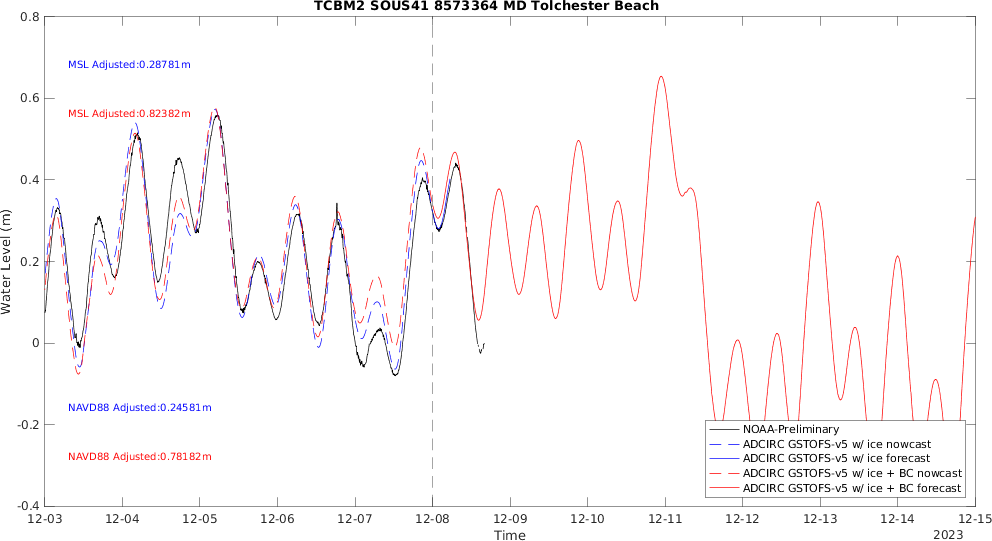 TCBM2 SOUS41 8573364 MD Tolchester Beach
0.8
0.6
0.4
0.2
0
-0.2
-0.4
Water Level (m)
MSL Adjusted:0.28781m
MSL Adjusted:0.82382m
NAVD88 Adjusted:0.24581m
NAVD88 Adjusted:0.78182m
NOAA-Preliminary
ADCIRC GSTOFS-v5 w/ ice nowcast
ADCIRC GSTOFS-v5 w/ ice forecast
ADCIRC GSTOFS-v5 w/ ice + BC nowcast
ADCIRC GSTOFS-v5 w/ ice + BC forecast
12-03 12-04 12-05 12-06 12-07 12-08 12-09 12-10 12-11 12-12 12-13 12-14 12-15
Time
2023